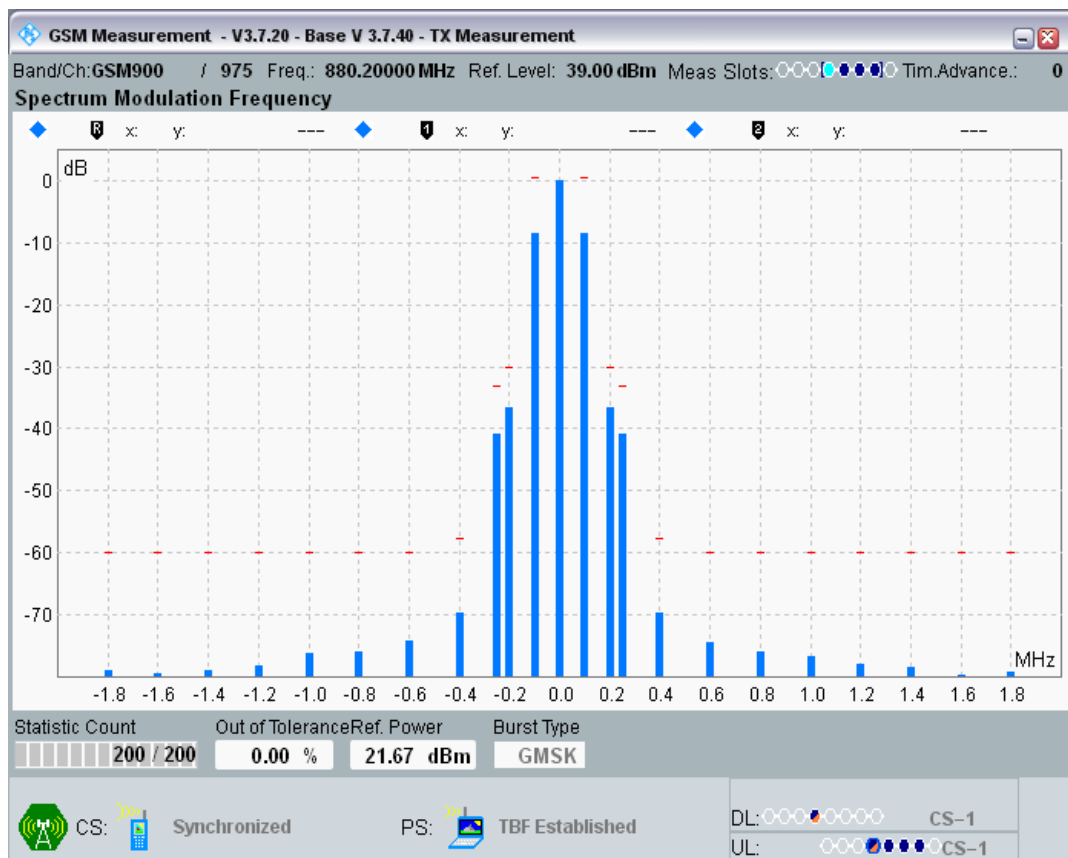 GSM Measurement - V3.7.20 - Base V 3.7.40 - TX Measurement
Band/Ch:GSM900 / 975 Freq.: 880.20000 MHz Ref. Level: 39.00 dBm Meas Slots: Tim.Advance.: 0
Spectrum Modulation Frequency
R x: y: --- 1 x: y: --- 2 x: y: ---
dB
0
-10
-20
-30
-40
-50
-60
-70
MHz
-1.8 -1.6 -1.4 -1.2 -1.0 -0.8 -0.6 -0.4 -0.2 0.0 0.2 0.4 0.6 0.8 1.0 1.2 1.4 1.6 1.8
Statistic Count Out of Tolerance Ref. Power Burst Type
200 / 200 0.00 % 21.67 dBm GMSK
CS: Synchronized PS: TBF Established DL: CS-1
UL: CS-1